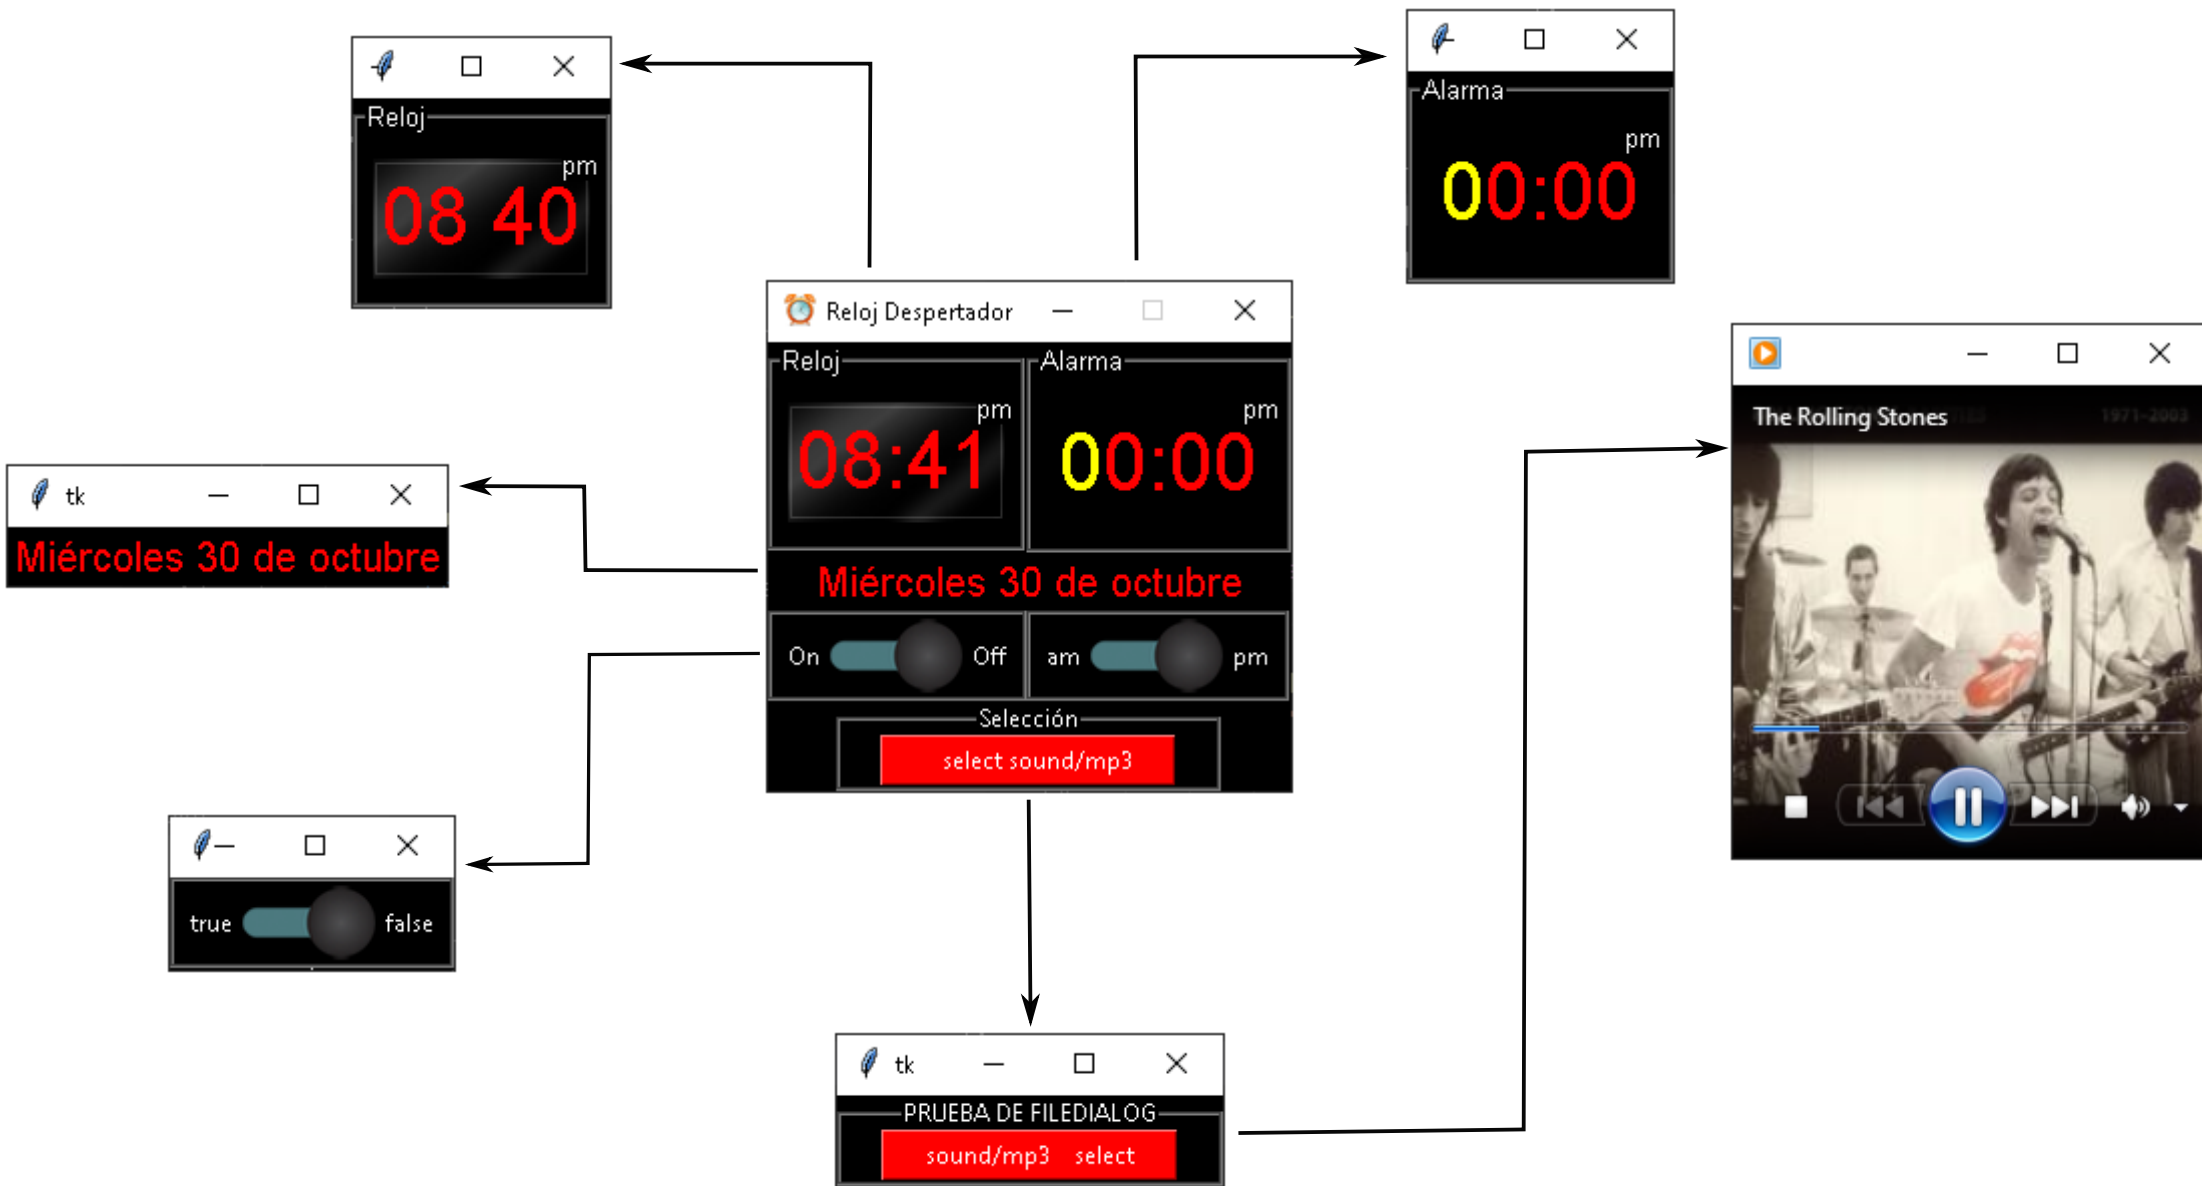 Reloj
pm
08 40
Alarma
pm
00:00
Reloj Despertador
Reloj
pm
08:41
Alarma
pm
00:00
Miércoles 30 de octubre
On
Off
am
pm
Selección
select sound/mp3
The Rolling Stones
1971-2003
tk
Miércoles 30 de octubre
true
false
tk
PRUEBA DE FILEDIALOG
sound/mp3 select